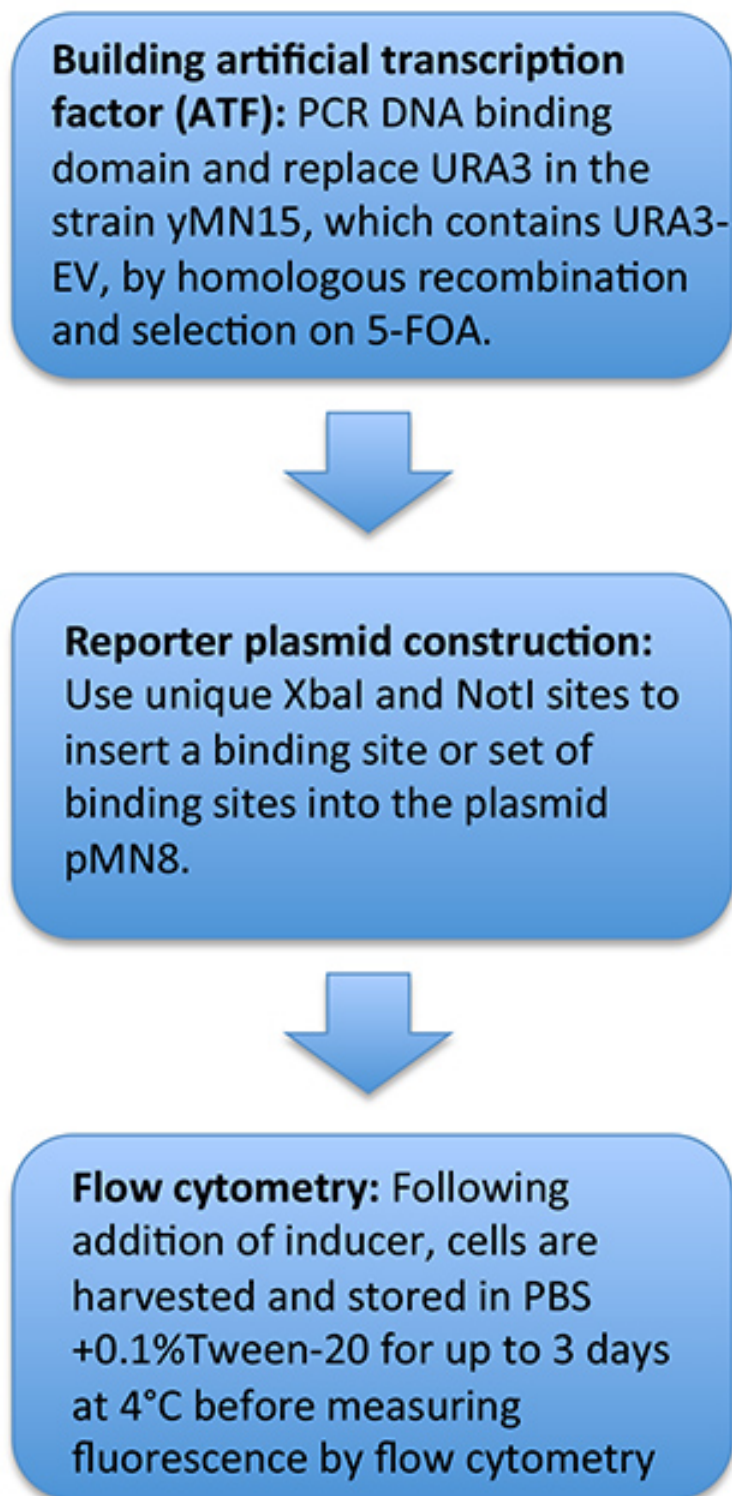 Building artificial transcription
factor (ATF): PCR DNA binding
domain and replace URA3 in the
strain yMN15, which contains URA3-
EV, by homologous recombination
and selection on 5-FOA.
Reporter plasmid construction:
Use unique XbaI and NotI sites to
insert a binding site or set of
binding sites into the plasmid
pMN8.
Flow cytometry: Following
addition of inducer, cells are
harvested and stored in PBS
+0.1%Tween-20 for up to 3 days
at 4°C before measuring
fluorescence by flow cytometry